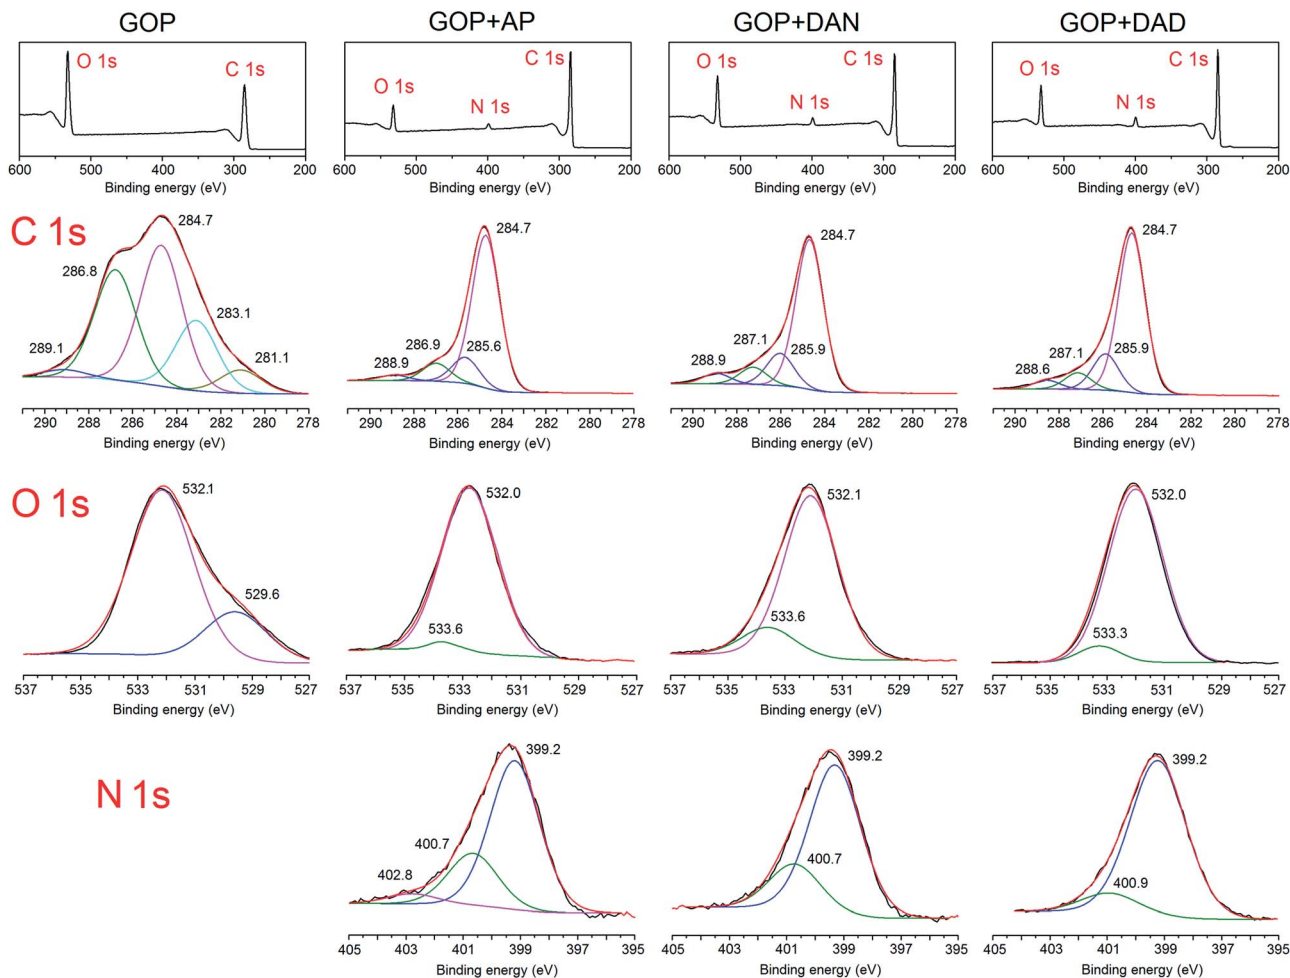 GOP GOP+AP GOP+DAN GOP+DAD
O 1s C 1s O 1s N 1s C 1s O 1s N 1s C 1s O 1s N 1s C 1s
600 500 400 300 200 600 500 400 300 200 600 500 400 300 200 600 500 400 300 200
Binding energy (eV) Binding energy (eV) Binding energy (eV) Binding energy (eV)
C 1s
289.1 286.8 284.7 283.1 281.1 288.9 286.9 285.6 284.7 288.9 287.1 285.9 284.7 288.6 287.1 285.9 284.7
290 288 286 284 282 280 278 290 288 286 284 282 280 278 290 288 286 284 282 280 278 290 288 286 284 282 280 278
Binding energy (eV) Binding energy (eV) Binding energy (eV) Binding energy (eV)
O 1s
532.1 529.6 533.6 532.0 533.6 532.1 533.3 532.0
537 535 533 531 529 527 537 535 533 531 529 527 537 535 533 531 529 527 537 535 533 531 529 527
Binding energy (eV) Binding energy (eV) Binding energy (eV) Binding energy (eV)
N 1s
402.8 400.7 399.2 400.7 399.2 400.9 399.2
405 403 401 399 397 395 405 403 401 399 397 395 405 403 401 399 397 395
Binding energy (eV) Binding energy (eV) Binding energy (eV)